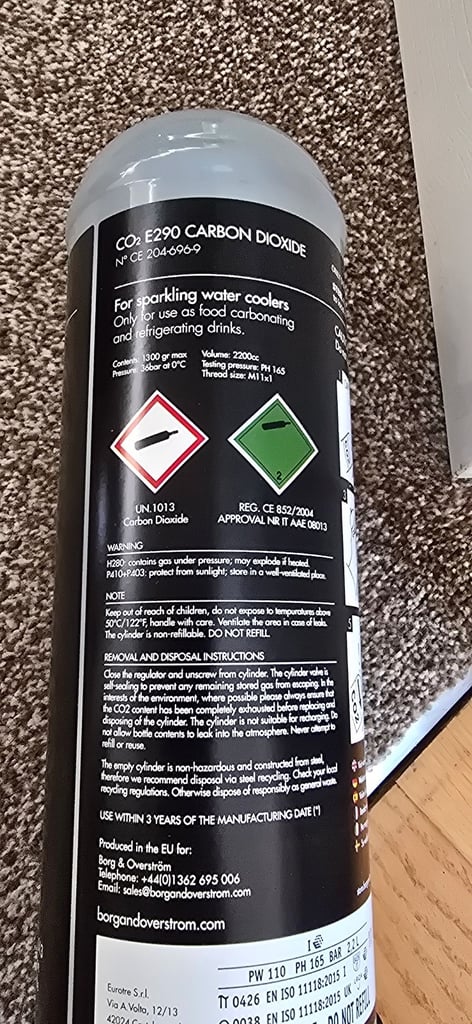 CO₂ E290 CARBON DIOXIDE
N° CE 204-696-9
For sparkling water coolers
Only for use as food carbonating
and refrigerating drinks.
Content: 1300 gr max
Pressure: 36bar at 0°C
Volume: 2200cc
Testing pressure: PH 165
Thread size: M11x1
2
UN.1013
Carbon Dioxide
REG. CE 852/2004
APPROVAL NR IT AAE 08013
WARNING
H280: contains gas under pressure; may explode if heated.
P410+P403: protect from sunlight; store in a well-ventilated place.
NOTE
Keep out of reach of children, do not expose to temperatures above
50°C/122°F, handle with care. Ventilate the area in case of leaks.
The cylinder is non-refillable. DO NOT REFILL.
REMOVAL AND DISPOSAL INSTRUCTIONS
Close the regulator and unscrew from cylinder. The cylinder valve is
self-sealing to prevent any remaining stored gas from escaping. In the
interests of the environment, where possible please always ensure that
the CO2 content has been completely exhausted before replacing and
disposing of the cylinder. The cylinder is not suitable for recharging. Do
not allow bottle contents to leak into the atmosphere. Never attempt to
refill or reuse.
The empty cylinder is non-hazardous and constructed from steel,
therefore we recommend disposal via steel recycling. Check your local
recycling regulations. Otherwise dispose of responsibly as general waste.
USE WITHIN 3 YEARS OF THE MANUFACTURING DATE (*)
Produced in the EU for:
Borg & Overström
Telephone: +44(0)1362 695 006
Email: sales@borgandoverstrom.com
borgandoverstrom.com
Eurotre S.r.l.
Via A.Volta, 12/13
42024
PW 110 PH 165 BAR 2,2 L
0426 EN ISO 11118:2015 I
0038 EN ISO 11118:2015 UK
DO NOT REFILL